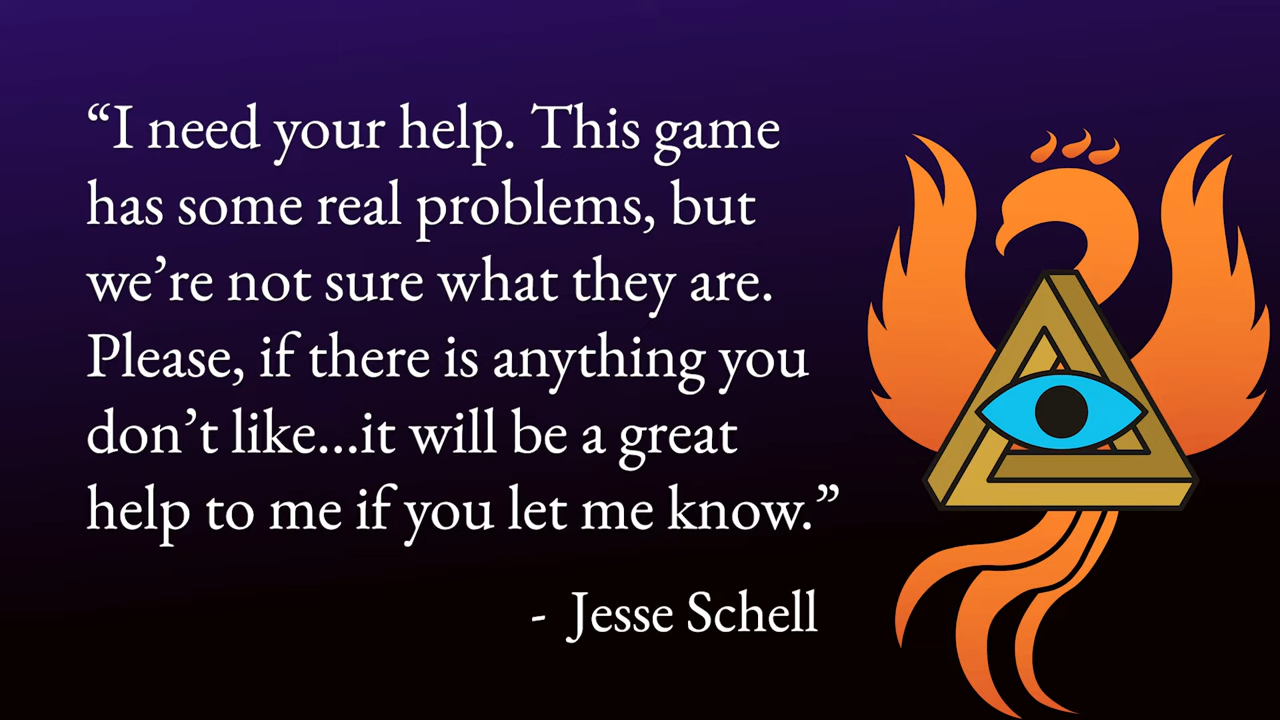 “I need your help. This game
has some real problems, but
we’re not sure what they are.
Please, if there is anything you
don’t like...it will be a great
help to me if you let me know.”
- Jesse Schell